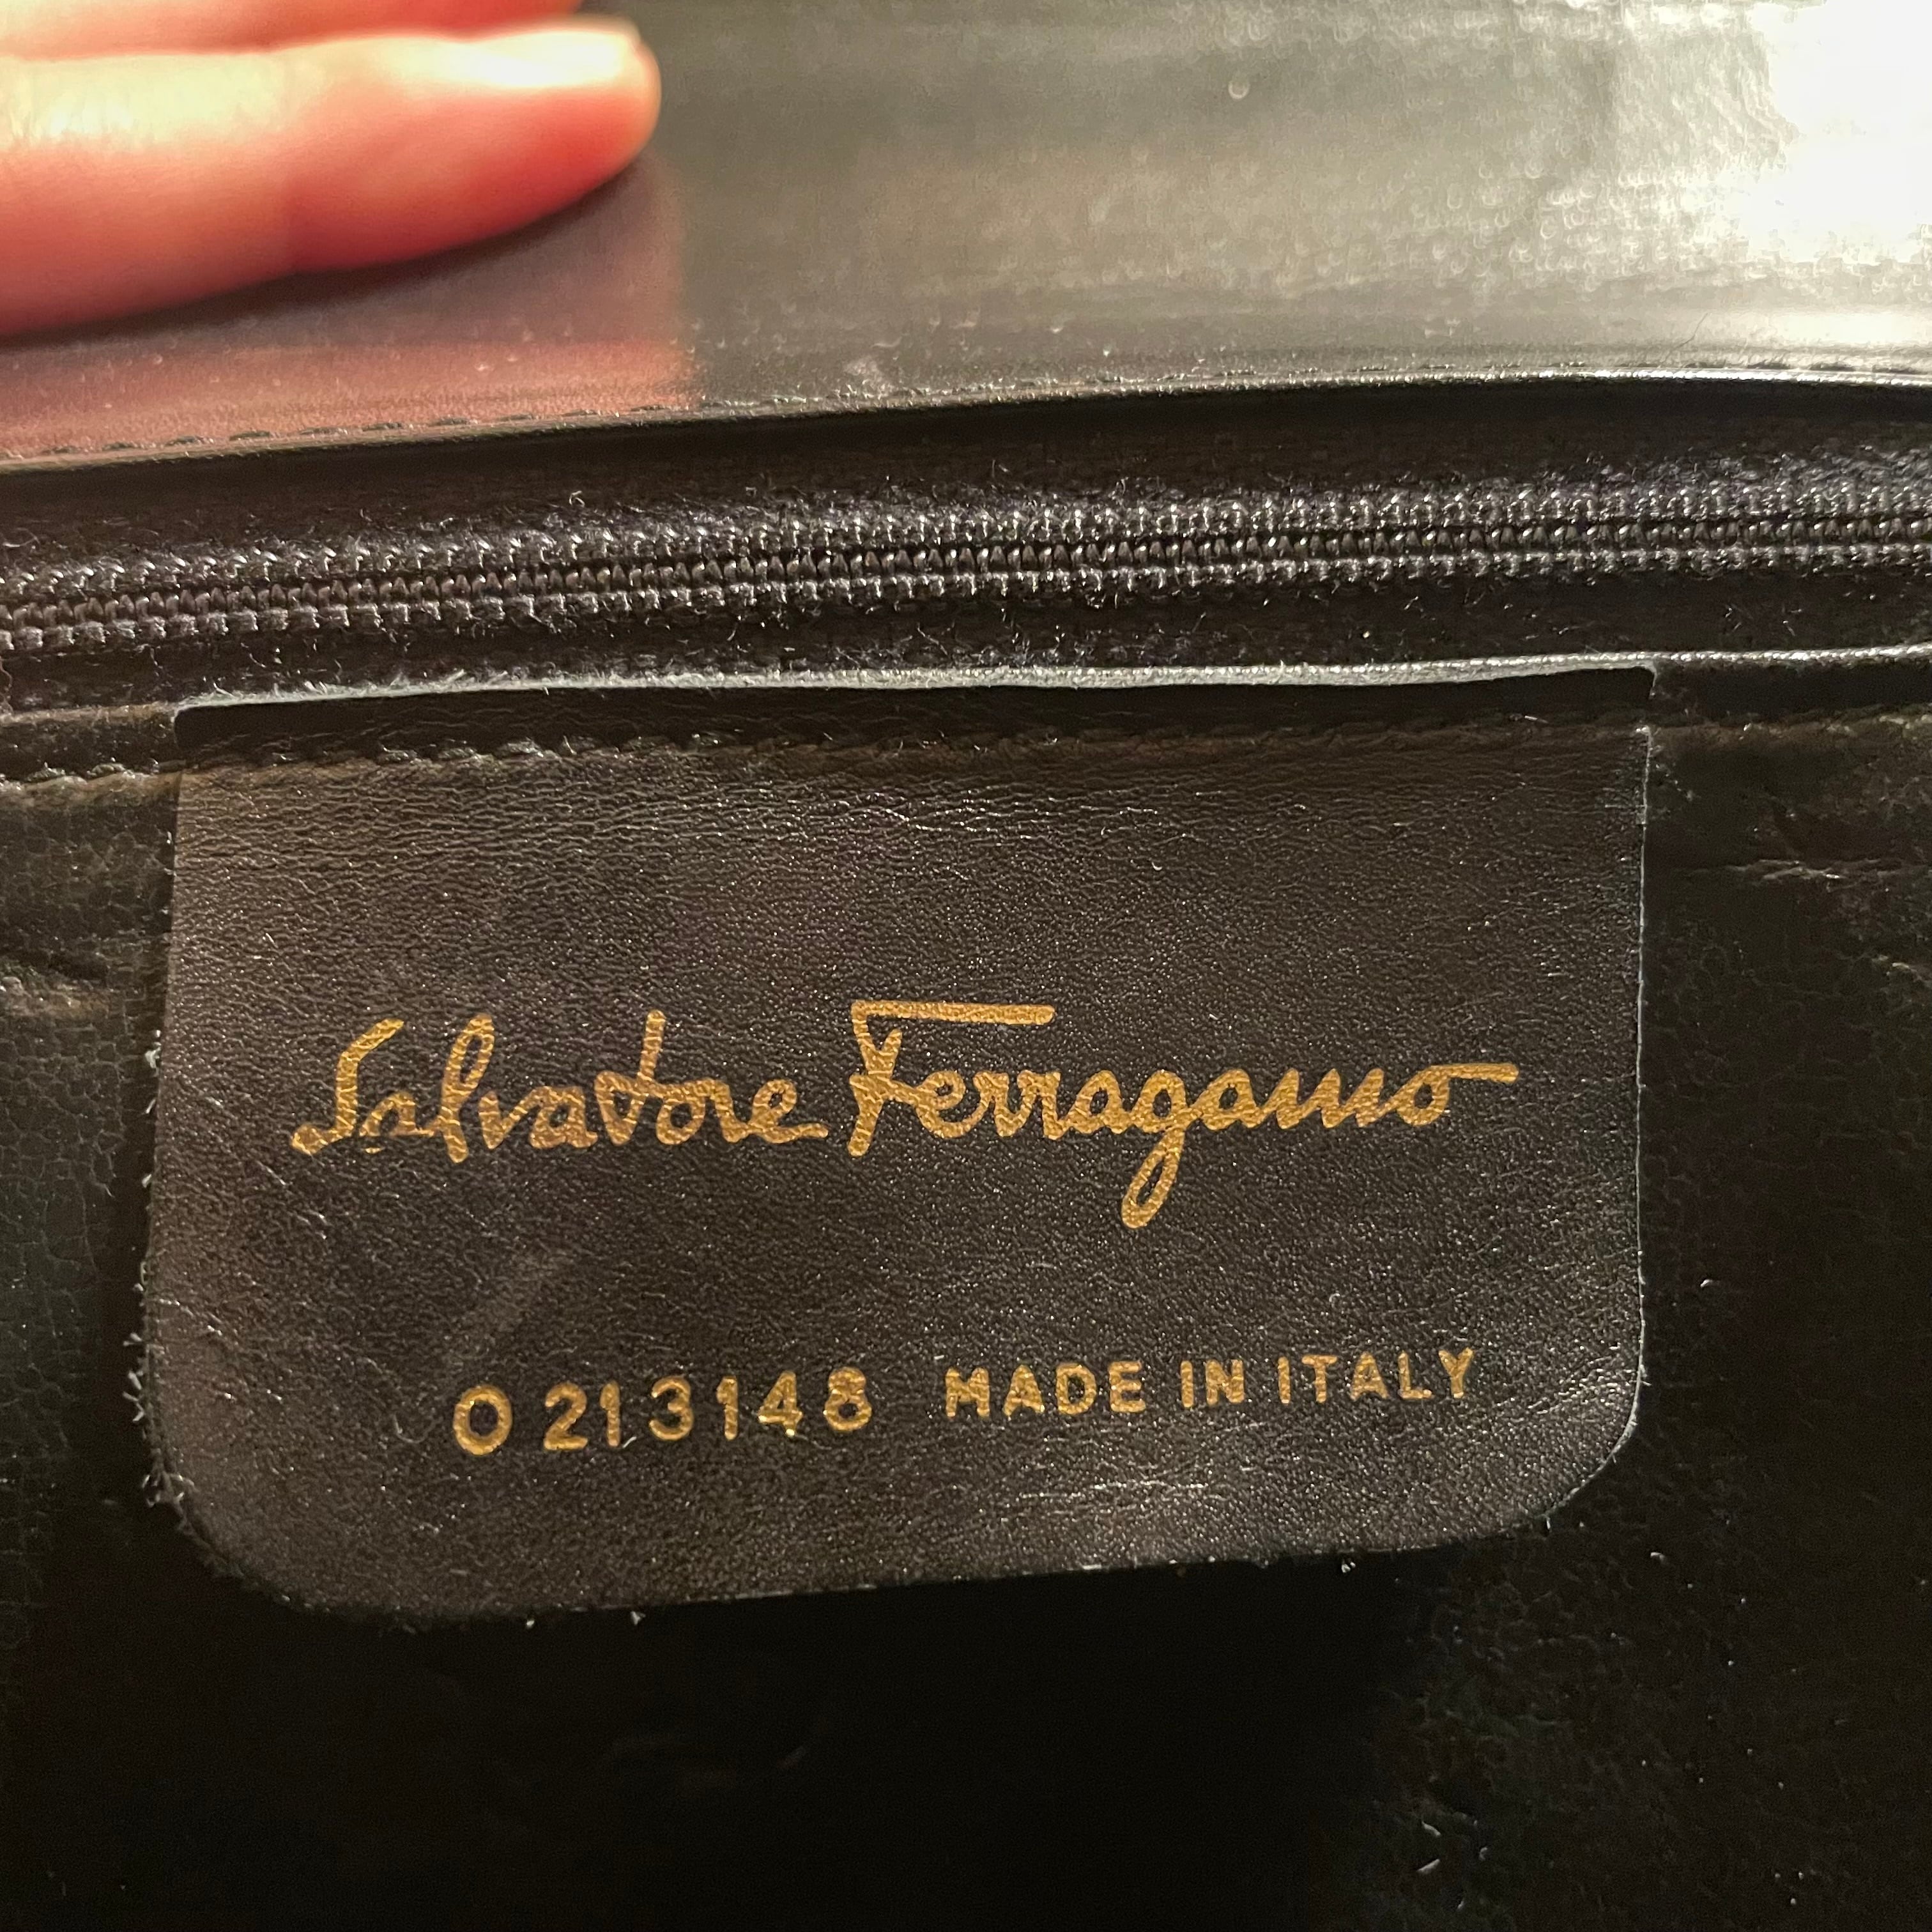 Salvatore Ferragamo
O 213148 MADE IN ITALY